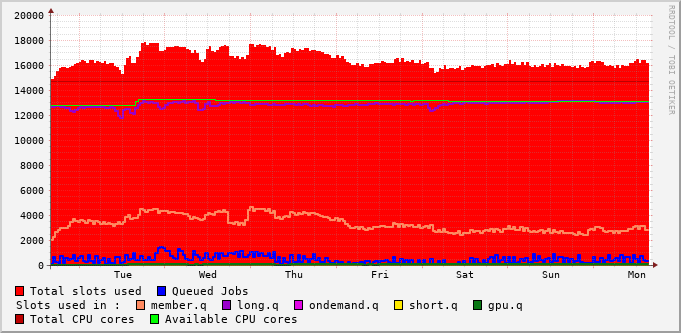 20000
18000
16000
14000
12000
10000
8000
6000
4000
2000
0
Tue Wed Thu Fri Sat Sun Mon
RRDTOOL / TOBI OETIKER
Total slots used Queued Jobs
Slots used in : member.q long.q ondemand.q short.q gpu.q
Total CPU cores Available CPU cores